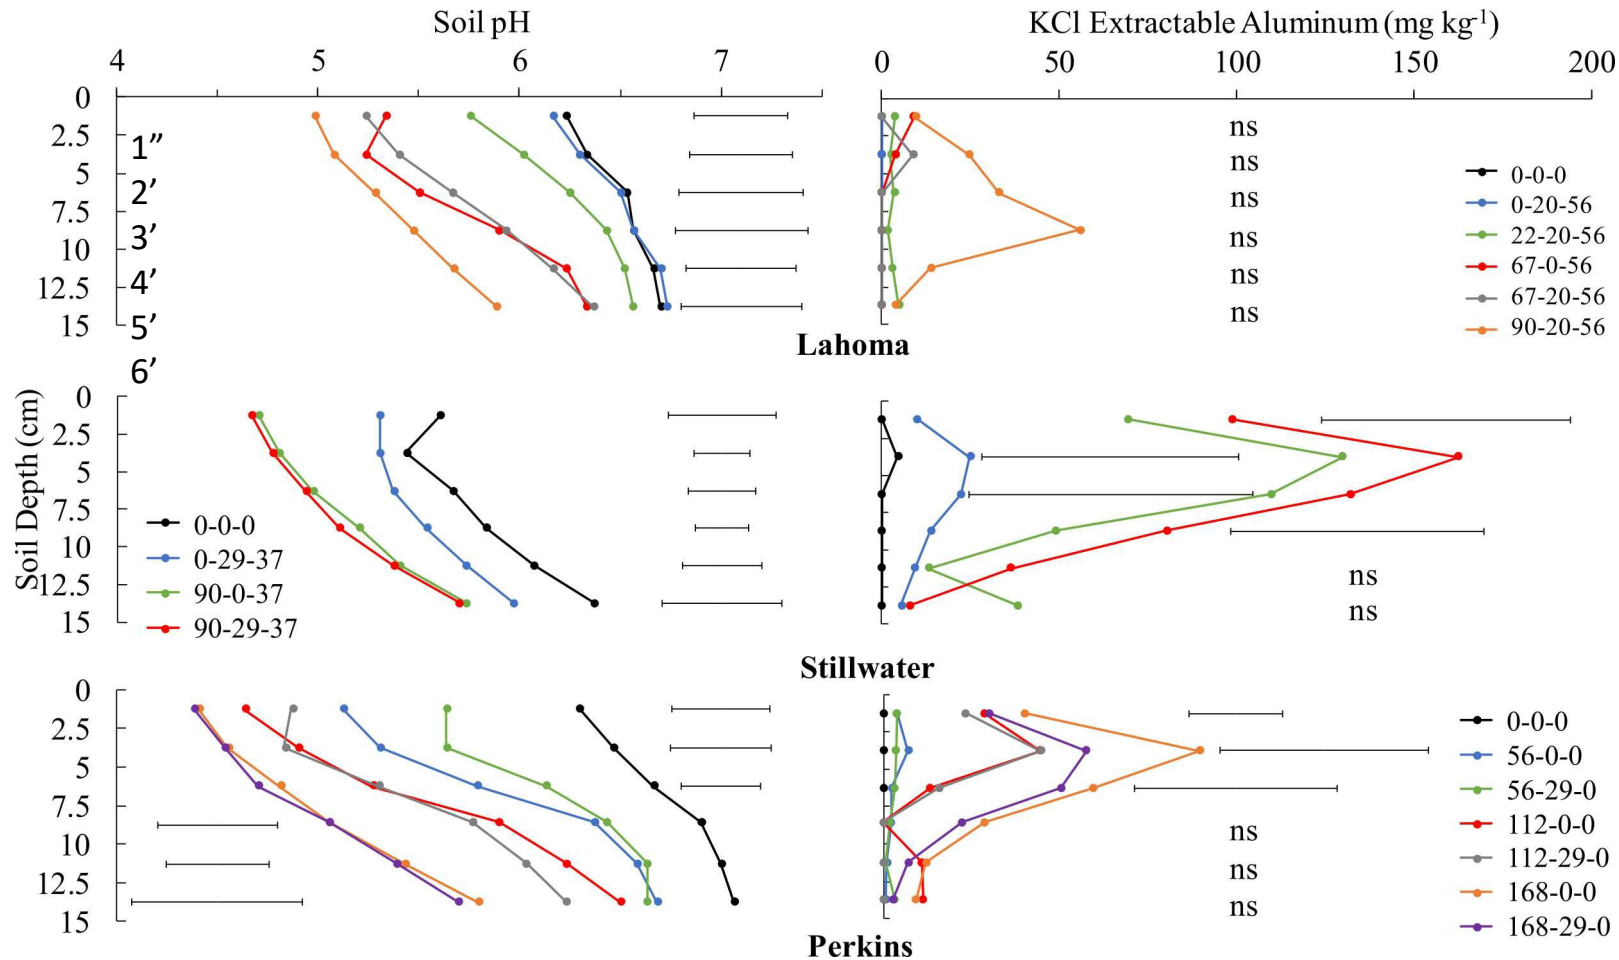 Soil pH
KCl Extractable Aluminum (mg kg⁻¹)
4 5 6 7
0 50 100 150 200
0
2.5
5
7.5
10
12.5
15
1”
2’
3’
4’
5’
6’
ns
ns
ns
ns
ns
ns
0-0-0
0-20-56
22-20-56
67-0-56
67-20-56
90-20-56
Lahoma
Soil Depth (cm)
0
2.5
5
7.5
10
12.5
15
0-0-0
0-29-37
90-0-37
90-29-37
ns
ns
Stillwater
0
2.5
5
7.5
10
12.5
15
ns
ns
ns
0-0-0
56-0-0
56-29-0
112-0-0
112-29-0
168-0-0
168-29-0
Perkins